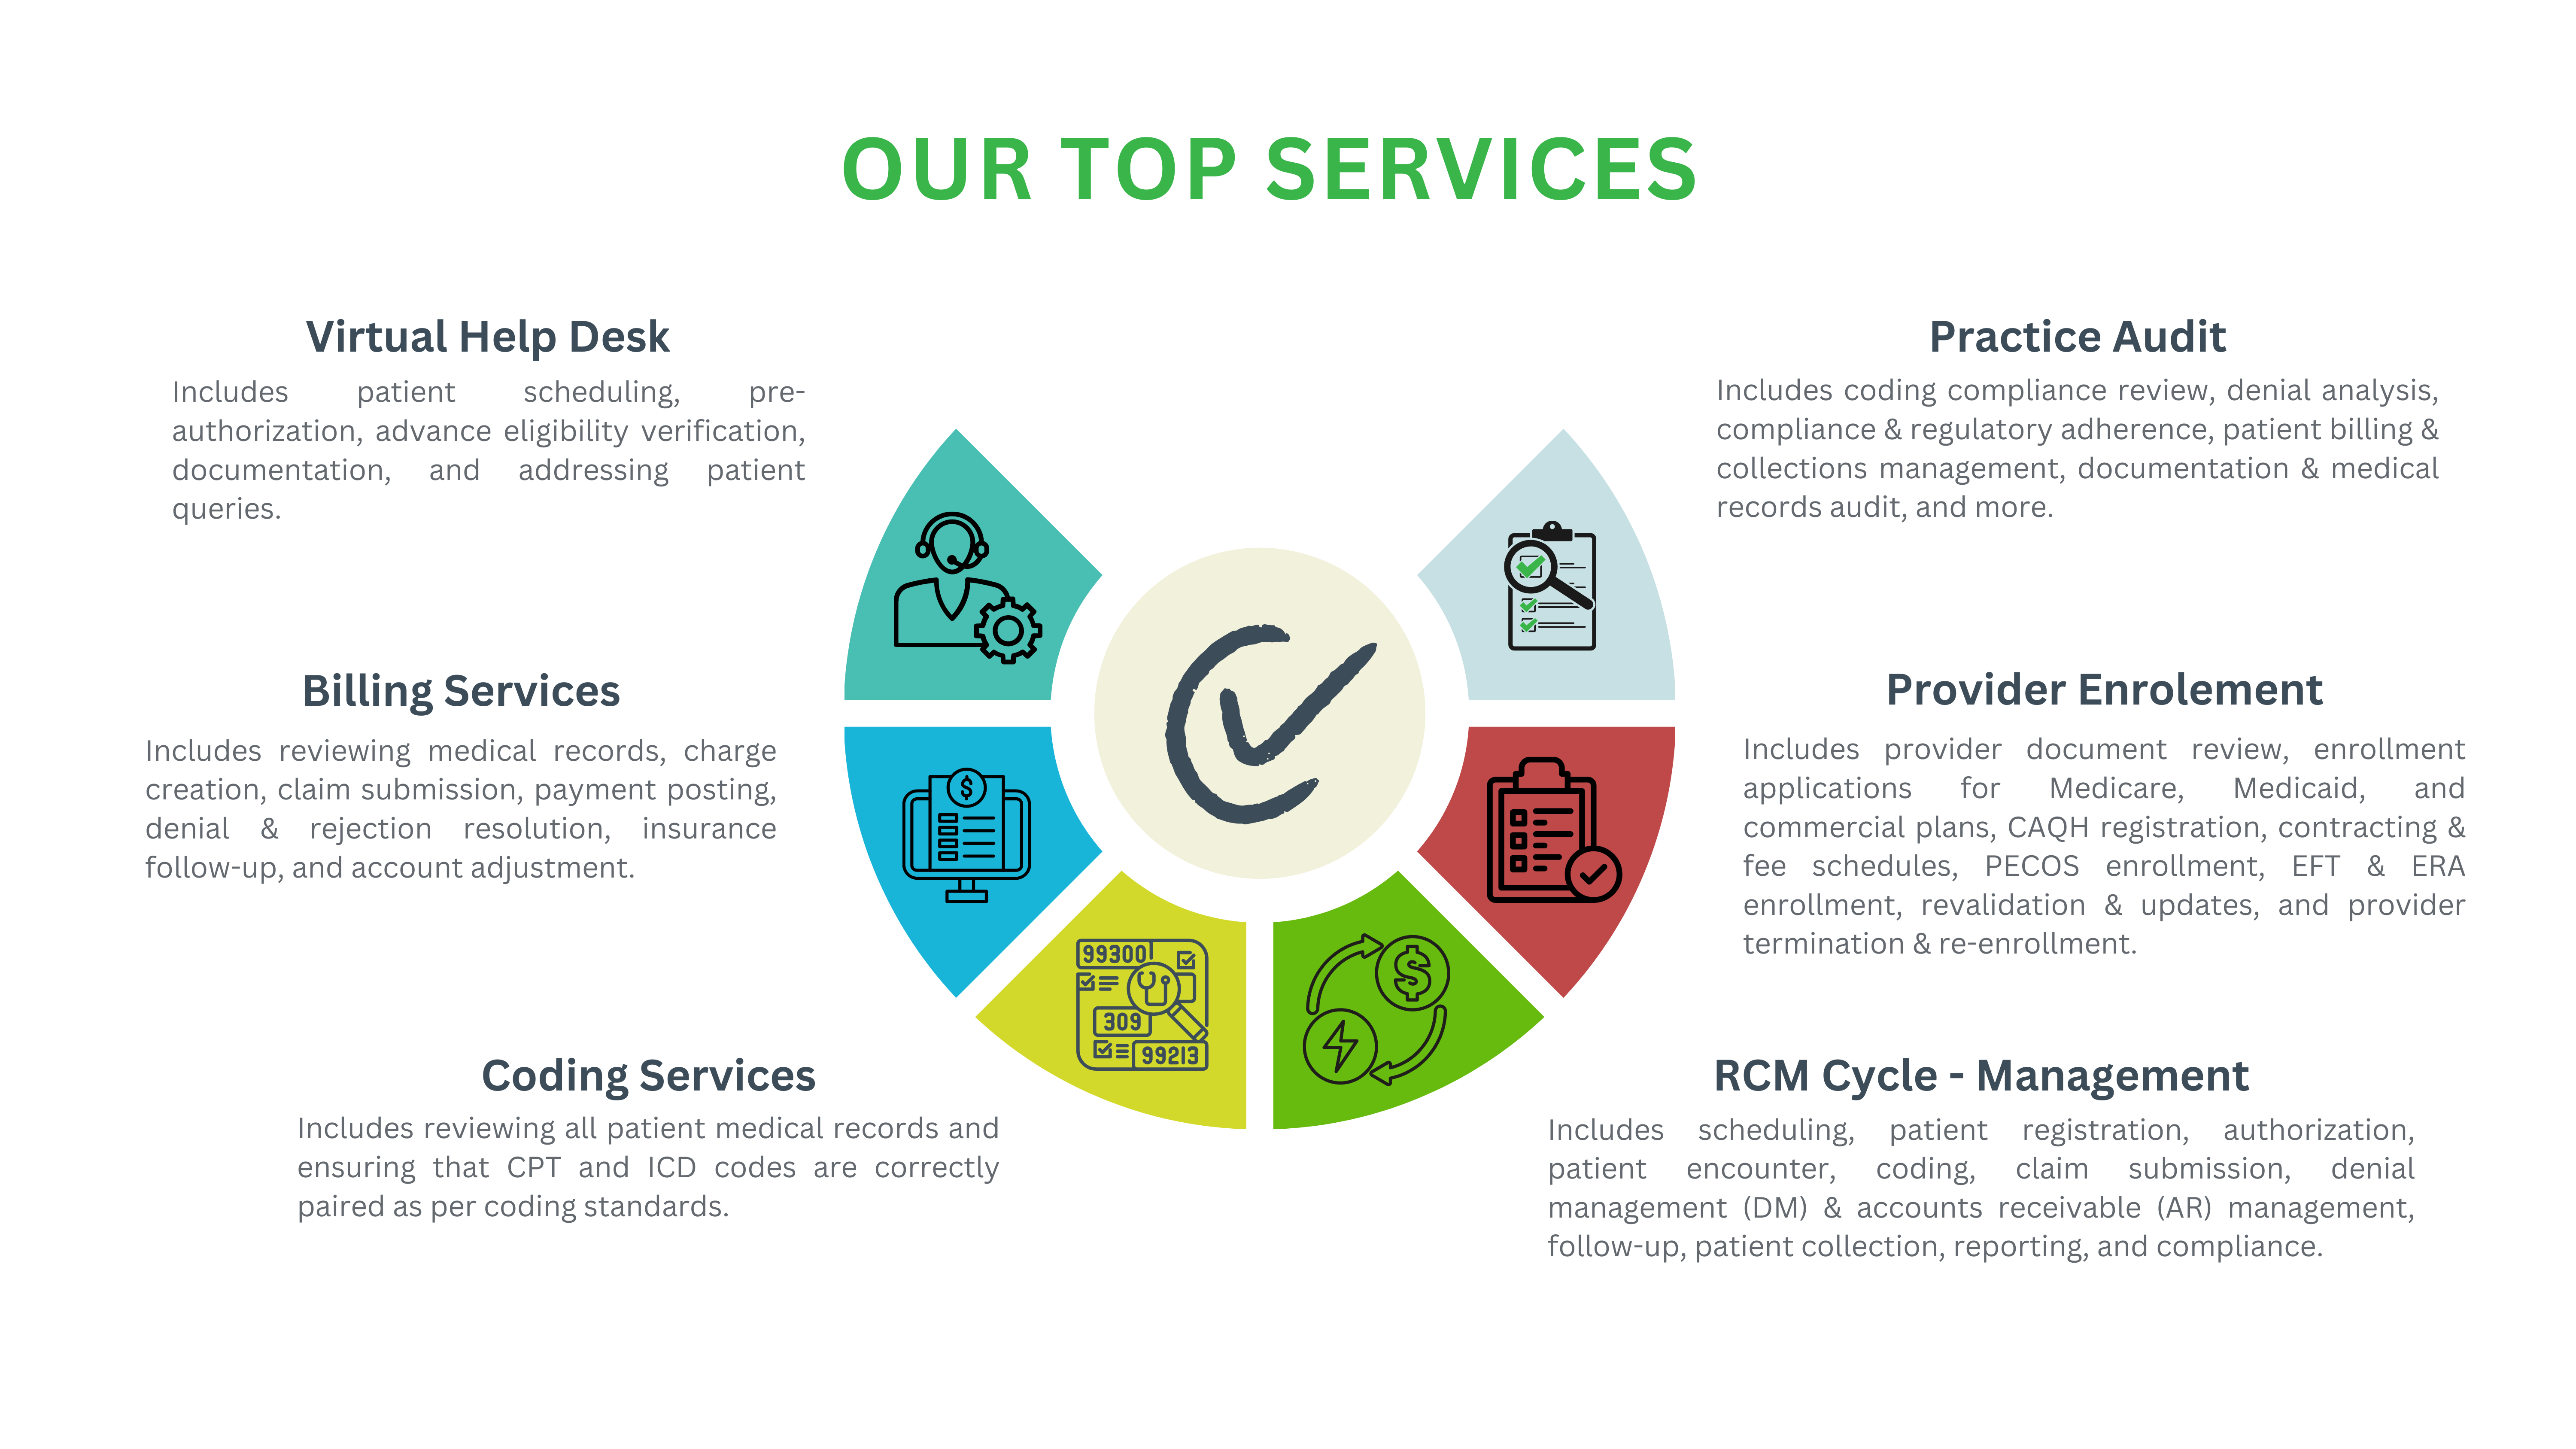 OUR TOP SERVICES
Virtual Help Desk
Includes patient scheduling, pre-
authorization, advance eligibility verification,
documentation, and addressing patient
queries.
Billing Services
Includes reviewing medical records, charge
creation, claim submission, payment posting,
denial & rejection resolution, insurance
follow-up, and account adjustment.
Coding Services
Includes reviewing all patient medical records and
ensuring that CPT and ICD codes are correctly
paired as per coding standards.
99300
309
99213
Practice Audit
Includes coding compliance review, denial analysis,
compliance & regulatory adherence, patient billing &
collections management, documentation & medical
records audit, and more.
Provider Enrolement
Includes provider document review, enrollment
applications for Medicare, Medicaid, and
commercial plans, CAQH registration, contracting &
fee schedules, PECOS enrollment, EFT & ERA
enrollment, revalidation & updates, and provider
termination & re-enrollment.
RCM Cycle - Management
Includes scheduling, patient registration, authorization,
patient encounter, coding, claim submission, denial
management (DM) & accounts receivable (AR) management,
follow-up, patient collection, reporting, and compliance.